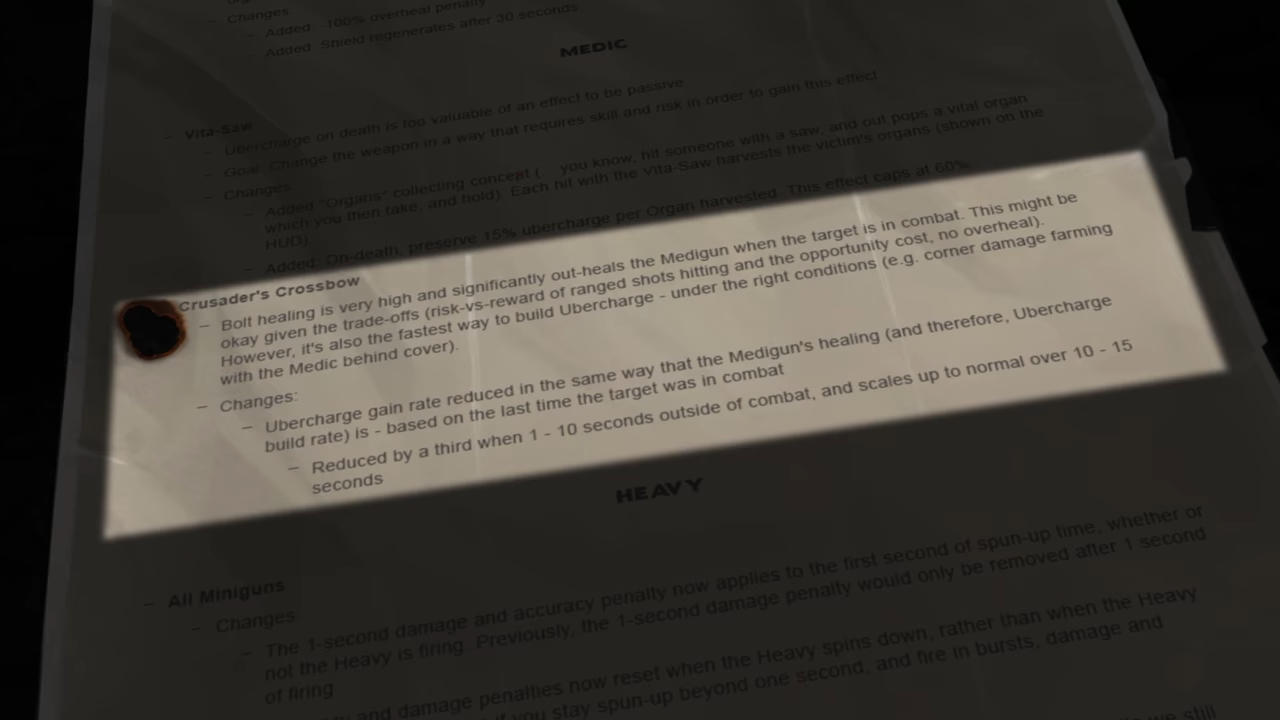 – Changes
– Added: 100% overheal penalty
– Added: Shield regenerates after 30 seconds
MEDIC
– Vita-Saw
– Ubercharge on death is too valuable of an effect to be passive
– Goal: Change the weapon in a way that requires skill and risk in order to gain this effect
– Changes
– Added "Organs" collecting concept (... you know, hit someone with a saw, and out pops a vital organ
which you then take, and hold). Each hit with the Vita-Saw harvests the victim's organs (shown on the
HUD).
– Added: On-death, preserve 15% ubercharge per Organ harvested. This effect caps at 60%.
Crusader's Crossbow
– Bolt healing is very high and significantly out-heals the Medigun when the target is in combat. This might be
okay given the trade-offs (risk-vs-reward of ranged shots hitting and the opportunity cost, no overheal).
However, it's also the fastest way to build Ubercharge - under the right conditions (e.g. corner damage farming
with the Medic behind cover).
– Changes:
– Ubercharge gain rate reduced in the same way that the Medigun's healing (and therefore, Ubercharge
build rate) is - based on the last time the target was in combat
– Reduced by a third when 1 - 10 seconds outside of combat, and scales up to normal over 10 - 15
seconds
HEAVY
– All Miniguns
– Changes
– The 1-second damage and accuracy penalty now applies to the first second of spun-up time, whether or
not the Heavy is firing. Previously, the 1-second damage penalty would only be removed after 1 second
of firing
and damage penalties now reset when the Heavy spins down, rather than when the Heavy
if you stay spun-up beyond one second, and fire in bursts, damage and
still